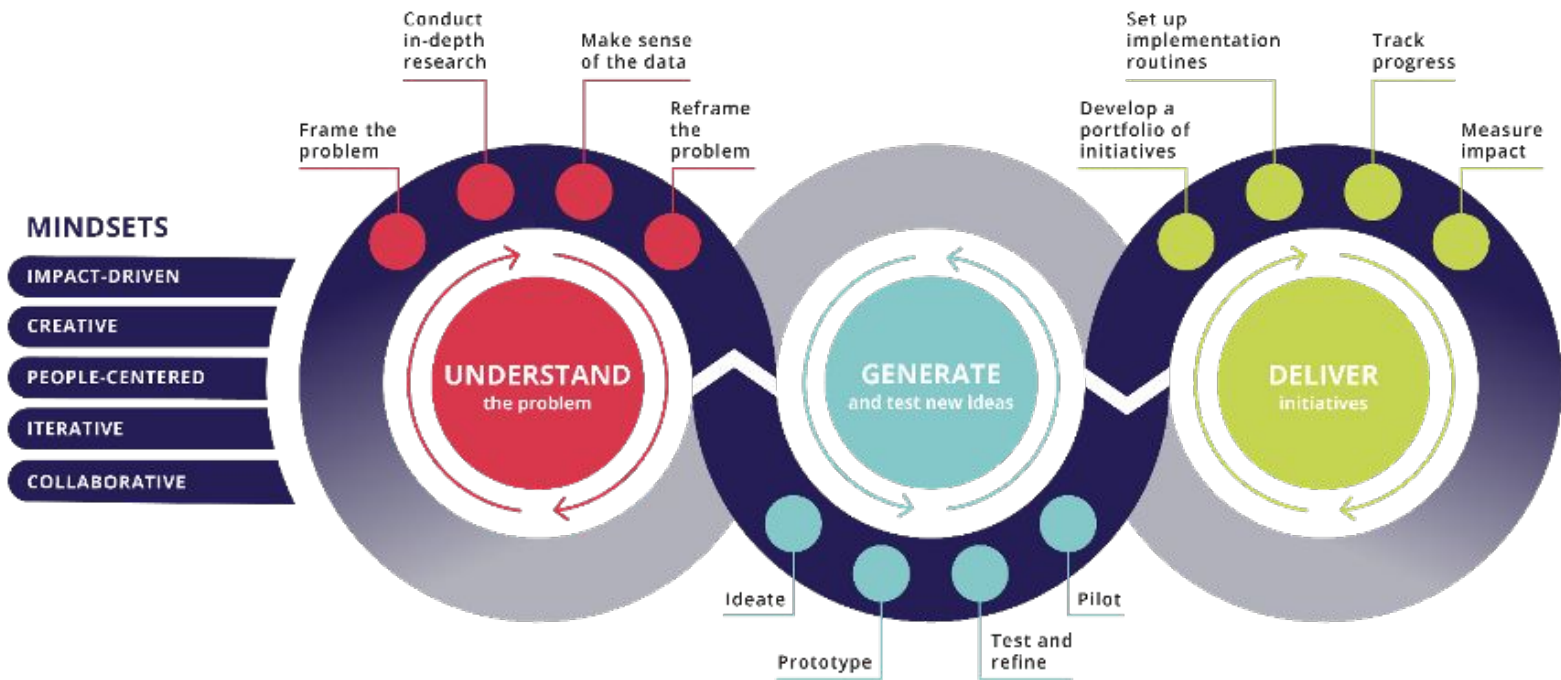 MINDSETS
IMPACT-DRIVEN
CREATIVE
PEOPLE-CENTERED
ITERATIVE
COLLABORATIVE
Frame the
problem
Conduct
in-depth
research
Make sense
of the data
Reframe
the
problem
UNDERSTAND
the problem
Ideate
Prototype
Test and
refine
Pilot
GENERATE
and test new ideas
Develop a
portfolio of
initiatives
Set up
implementation
routines
Track
progress
Measure
impact
DELIVER
initiatives